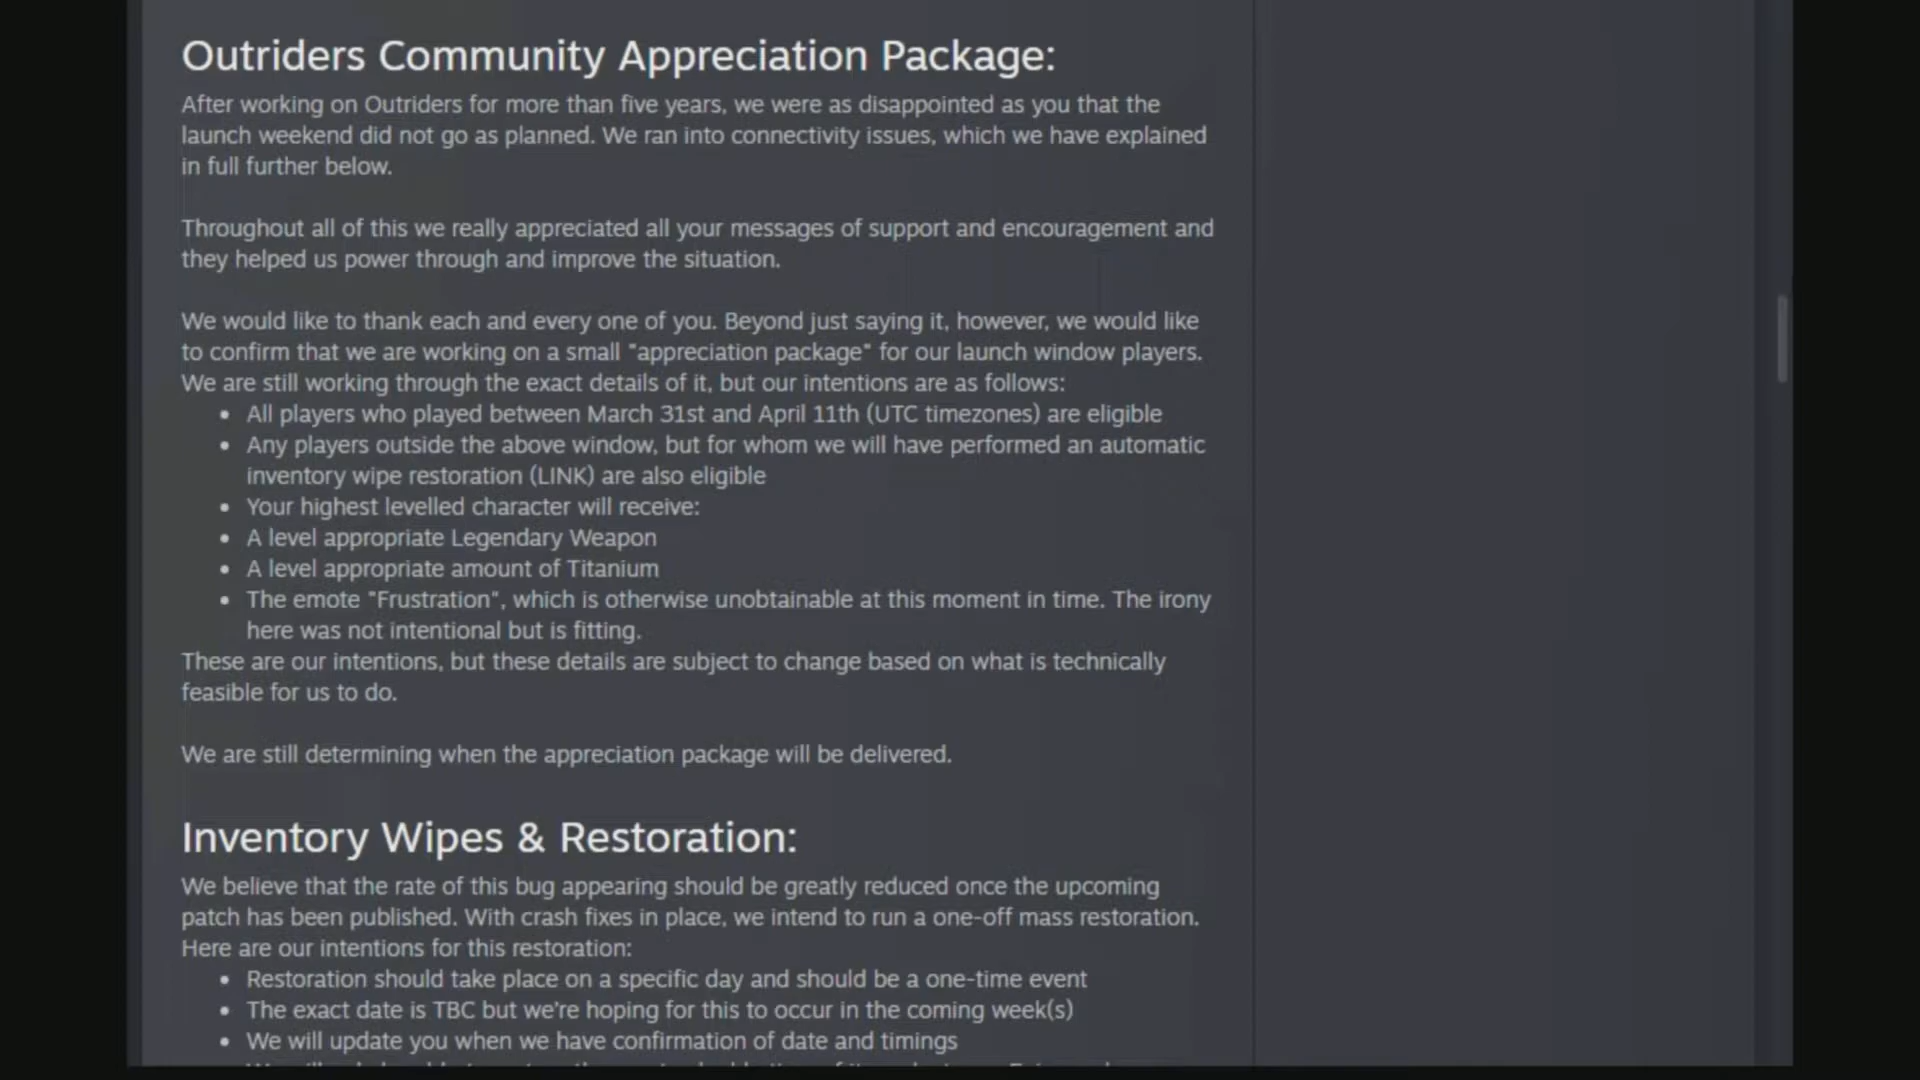 Outriders Community Appreciation Package:
After working on Outriders for more than five years, we were as disappointed as you that the
launch weekend did not go as planned. We ran into connectivity issues, which we have explained
in full further below.
Throughout all of this we really appreciated all your messages of support and encouragement and
they helped us power through and improve the situation.
We would like to thank each and every one of you. Beyond just saying it, however, we would like
to confirm that we are working on a small "appreciation package" for our launch window players.
We are still working through the exact details of it, but our intentions are as follows:
• All players who played between March 31st and April 11th (UTC timezones) are eligible
• Any players outside the above window, but for whom we will have performed an automatic
inventory wipe restoration (LINK) are also eligible
• Your highest levelled character will receive:
• A level appropriate Legendary Weapon
• A level appropriate amount of Titanium
• The emote "Frustration", which is otherwise unobtainable at this moment in time. The irony
here was not intentional but is fitting.
These are our intentions, but these details are subject to change based on what is technically
feasible for us to do.
We are still determining when the appreciation package will be delivered.
Inventory Wipes & Restoration:
We believe that the rate of this bug appearing should be greatly reduced once the upcoming
patch has been published. With crash fixes in place, we intend to run a one-off mass restoration.
Here are our intentions for this restoration:
• Restoration should take place on a specific day and should be a one-time event
• The exact date is TBC but we're hoping for this to occur in the coming week(s)
• We will update you when we have confirmation of date and timings